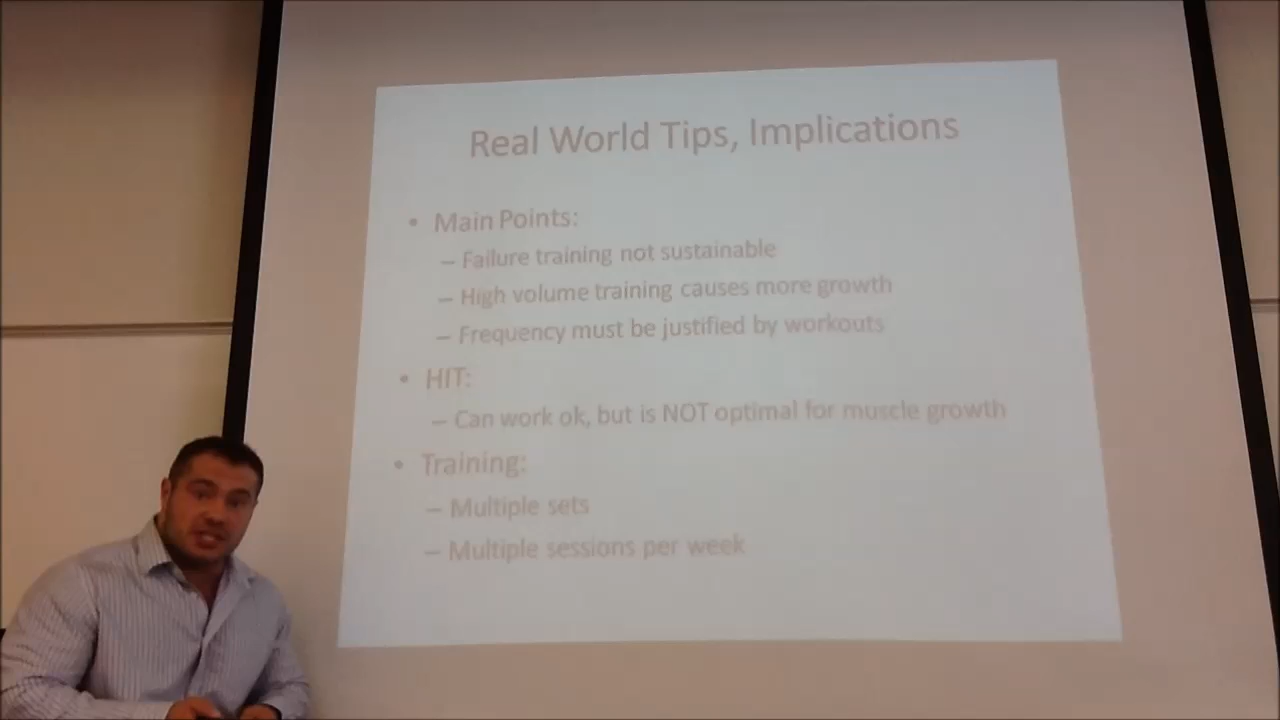 Real World Tips, Implications
• Main Points:
– Failure training not sustainable
– High volume training causes more growth
– Frequency must be justified by workouts
• HIT:
– Can work ok, but is NOT optimal for muscle growth
• Training:
– Multiple sets
– Multiple sessions per week